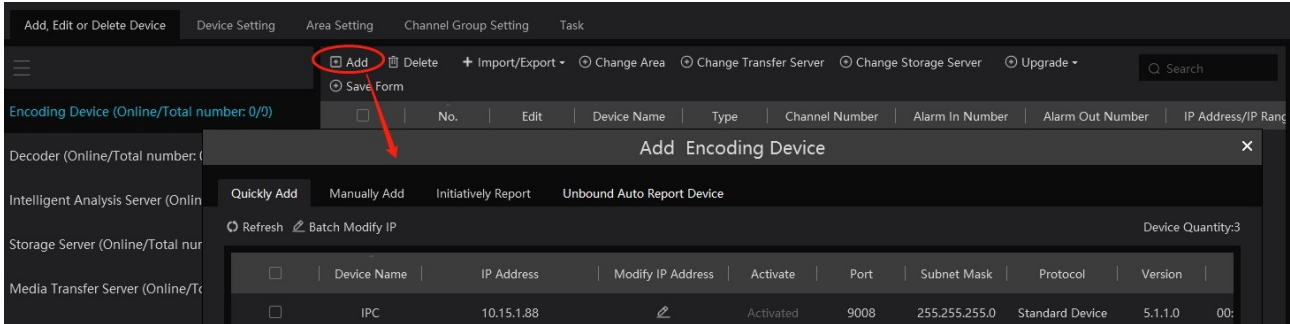 Add, Edit or Delete Device Device Setting Area Setting Channel Group Setting Task
Add Delete + Import/Export Change Area Change Transfer Server Change Storage Server Upgrade Search
Save Form
Encoding Device (Online/Total number: 0/0)
No. Edit Device Name Type Channel Number Alarm In Number Alarm Out Number IP Address/IP Rang
Decoder (Online/Total number: (
Intelligent Analysis Server (Onlin
Storage Server (Online/Total nur
Media Transfer Server (Online/To
Add Encoding Device ×
Quickly Add Manually Add Initiatively Report Unbound Auto Report Device
Refresh Batch Modify IP Device Quantity:3
Device Name IP Address Modify IP Address Activate Port Subnet Mask Protocol Version
IPC 10.15.1.88 Activated 9008 255.255.255.0 Standard Device 5.1.1.0 00: